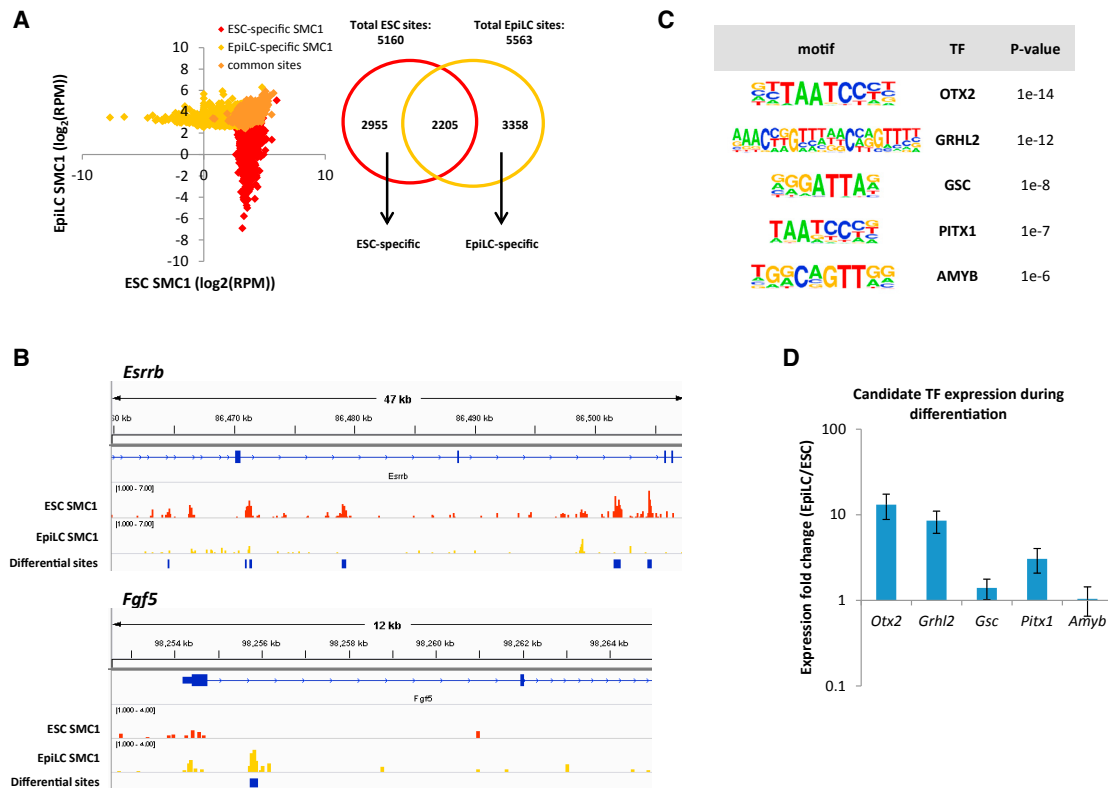 A
ESC-specific SMC1
EpiLC-specific SMC1
common sites
EpiLC SMC1 (log2(RPM))
10
8
6
4
2
0
-2
-4
-6
-8
-10
-10
0
10
ESC SMC1 (log2(RPM))
Total ESC sites:
5160
Total EpiLC sites:
5563
2955
2205
3358
ESC-specific
EpiLC-specific
C
motif TF P-value
OTX2 1e-14
GRHL2 1e-12
GSC 1e-8
PITX1 1e-7
AMYB 1e-6
B
Esrrb
47 kb
60 kb 86,470 kb 86,480 kb 86,490 kb 86,500 kb
Esrrb
[1.000 - 7.00]
ESC SMC1
[1.000 - 7.00]
EpiLC SMC1
Differential sites
Fgf5
12 kb
98,254 kb 98,256 kb 98,258 kb 98,260 kb 98,262 kb 98,264 kb
Fgf5
[1.000 - 4.00]
ESC SMC1
[1.000 - 4.00]
EpiLC SMC1
Differential sites
D
Candidate TF expression during
differentiation
Expression fold change (EpiLC/ESC)
100
10
1
0.1
Otx2 Grhl2 Gsc Pitx1 Amyb